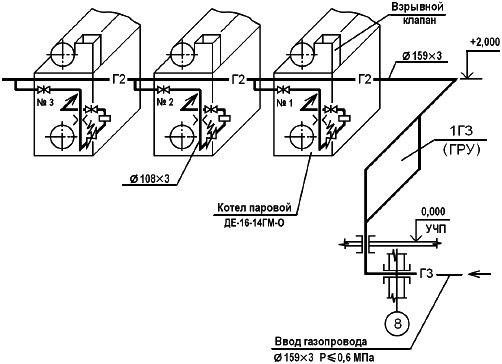 Взрывной
клапан
Г2
Г2
Г2
Ø 159×3
+2,000
№ 3
№ 2
№ 1
1ГЗ
(ГРУ)
Ø 108×3
Котел паровой
ДЕ-16-14ГМ-О
0,000
УЧП
Г3
8
Ввод газопровода
Ø 159×3 P⩽0,6 МПа